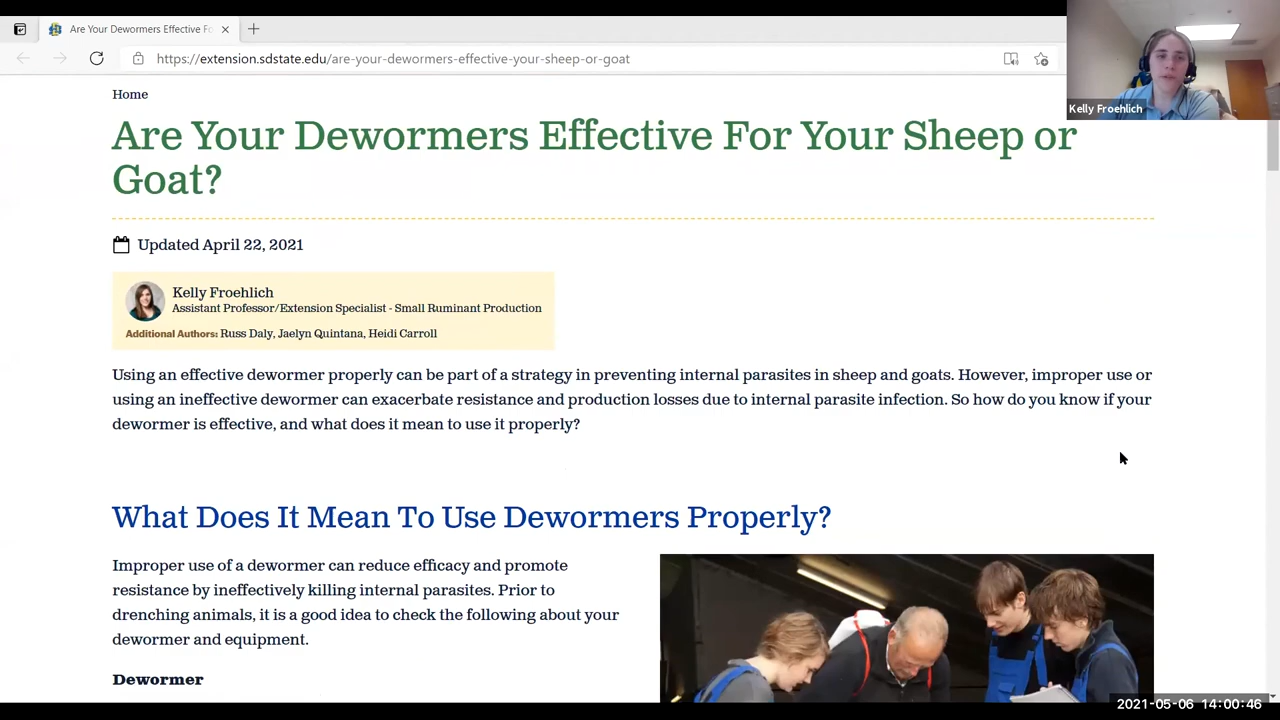 Are Your Dewormers Effective Fo
https://extension.sdstate.edu/are-your-dewormers-effective-your-sheep-or-goat
Kelly Froehlich
Home
Are Your Dewormers Effective For Your Sheep or
Goat?
Updated April 22, 2021
Kelly Froehlich
Assistant Professor/Extension Specialist - Small Ruminant Production
Additional Authors: Russ Daly, Jaelyn Quintana, Heidi Carroll
Using an effective dewormer properly can be part of a strategy in preventing internal parasites in sheep and goats. However, improper use or
using an ineffective dewormer can exacerbate resistance and production losses due to internal parasite infection. So how do you know if your
dewormer is effective, and what does it mean to use it properly?
What Does It Mean To Use Dewormers Properly?
Improper use of a dewormer can reduce efficacy and promote
resistance by ineffectively killing internal parasites. Prior to
drenching animals, it is a good idea to check the following about your
dewormer and equipment.
Dewormer
2021-05-06 14:00:46